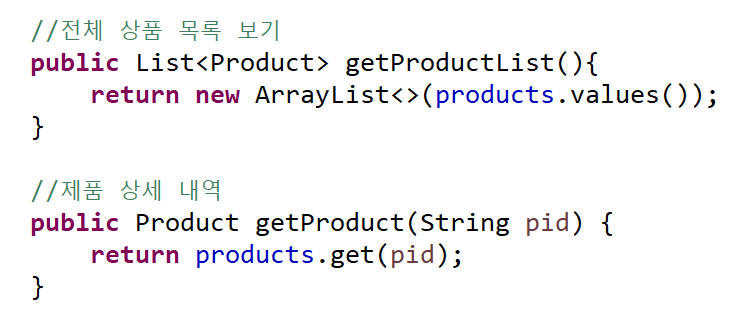 //전체 상품 목록 보기
public List<Product> getProductList(){
    return new ArrayList<>(products.values());
}

//제품 상세 내역
public Product getProduct(String pid) {
    return products.get(pid);
}